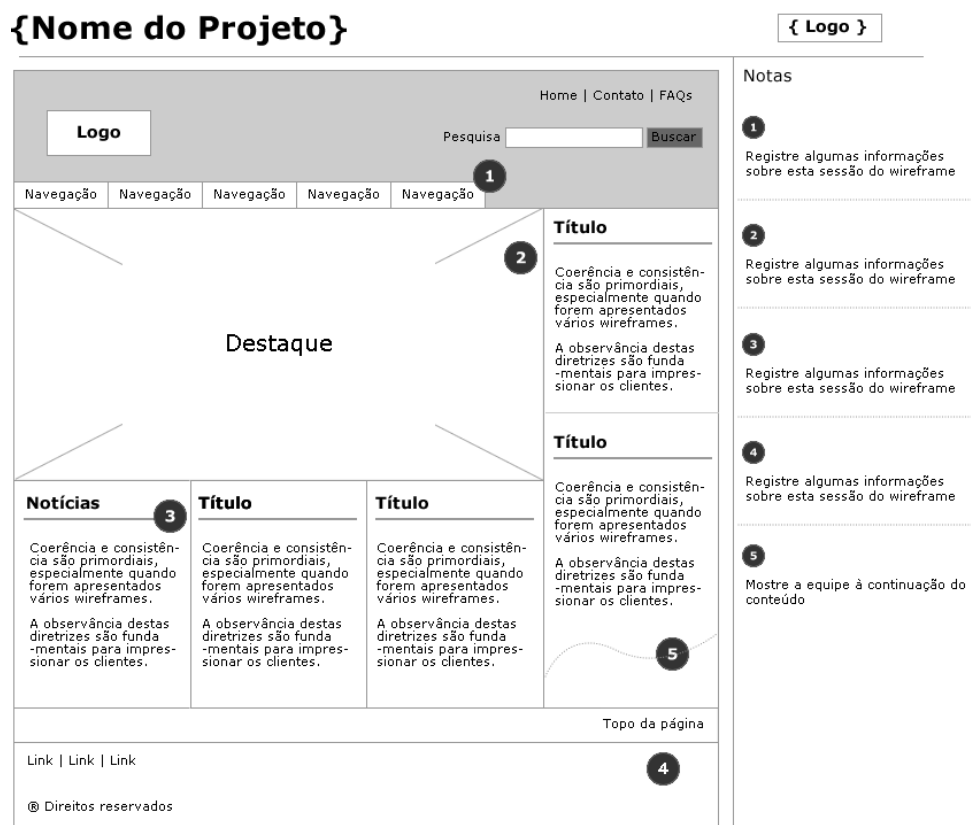 {Nome do Projeto}
{ Logo }
Home | Contato | FAQs
Logo
Pesquisa
Buscar
1
Navegação
Navegação
Navegação
Navegação
Navegação
2
Destaque
Título
Coerência e consistên-
cia são primordiais,
especialmente quando
forem apresentados
vários wireframes.
A observância destas
diretrizes são funda
-mentais para impres-
sionar os clientes.
Título
Coerência e consistên-
cia são primordiais,
especialmente quando
forem apresentados
vários wireframes.
A observância destas
diretrizes são funda
-mentais para impres-
sionar os clientes.
5
Notícias
3
Coerência e consistên-
cia são primordiais,
especialmente quando
forem apresentados
vários wireframes.
A observância destas
diretrizes são funda
-mentais para impres-
sionar os clientes.
Título
Coerência e consistên-
cia são primordiais,
especialmente quando
forem apresentados
vários wireframes.
A observância destas
diretrizes são funda
-mentais para impres-
sionar os clientes.
Título
Coerência e consistên-
cia são primordiais,
especialmente quando
forem apresentados
vários wireframes.
A observância destas
diretrizes são funda
-mentais para impres-
sionar os clientes.
Topo da página
Link | Link | Link
4
® Direitos reservados
Notas
1
Registre algumas informações
sobre esta sessão do wireframe
2
Registre algumas informações
sobre esta sessão do wireframe
3
Registre algumas informações
sobre esta sessão do wireframe
4
Registre algumas informações
sobre esta sessão do wireframe
5
Mostre a equipe à continuação do
conteúdo